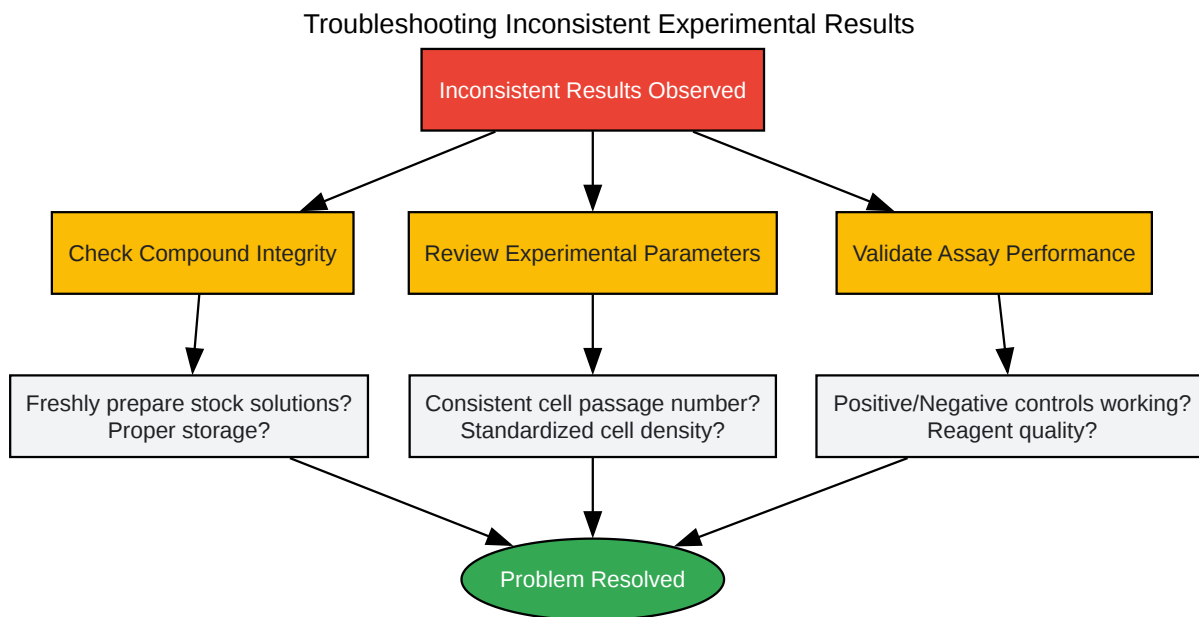 Troubleshooting Inconsistent Experimental Results
Inconsistent Results Observed
Check Compound Integrity
Review Experimental Parameters
Validate Assay Performance
Freshly prepare stock solutions?
Proper storage?
Consistent cell passage number?
Standardized cell density?
Positive/Negative controls working?
Reagent quality?
Problem Resolved